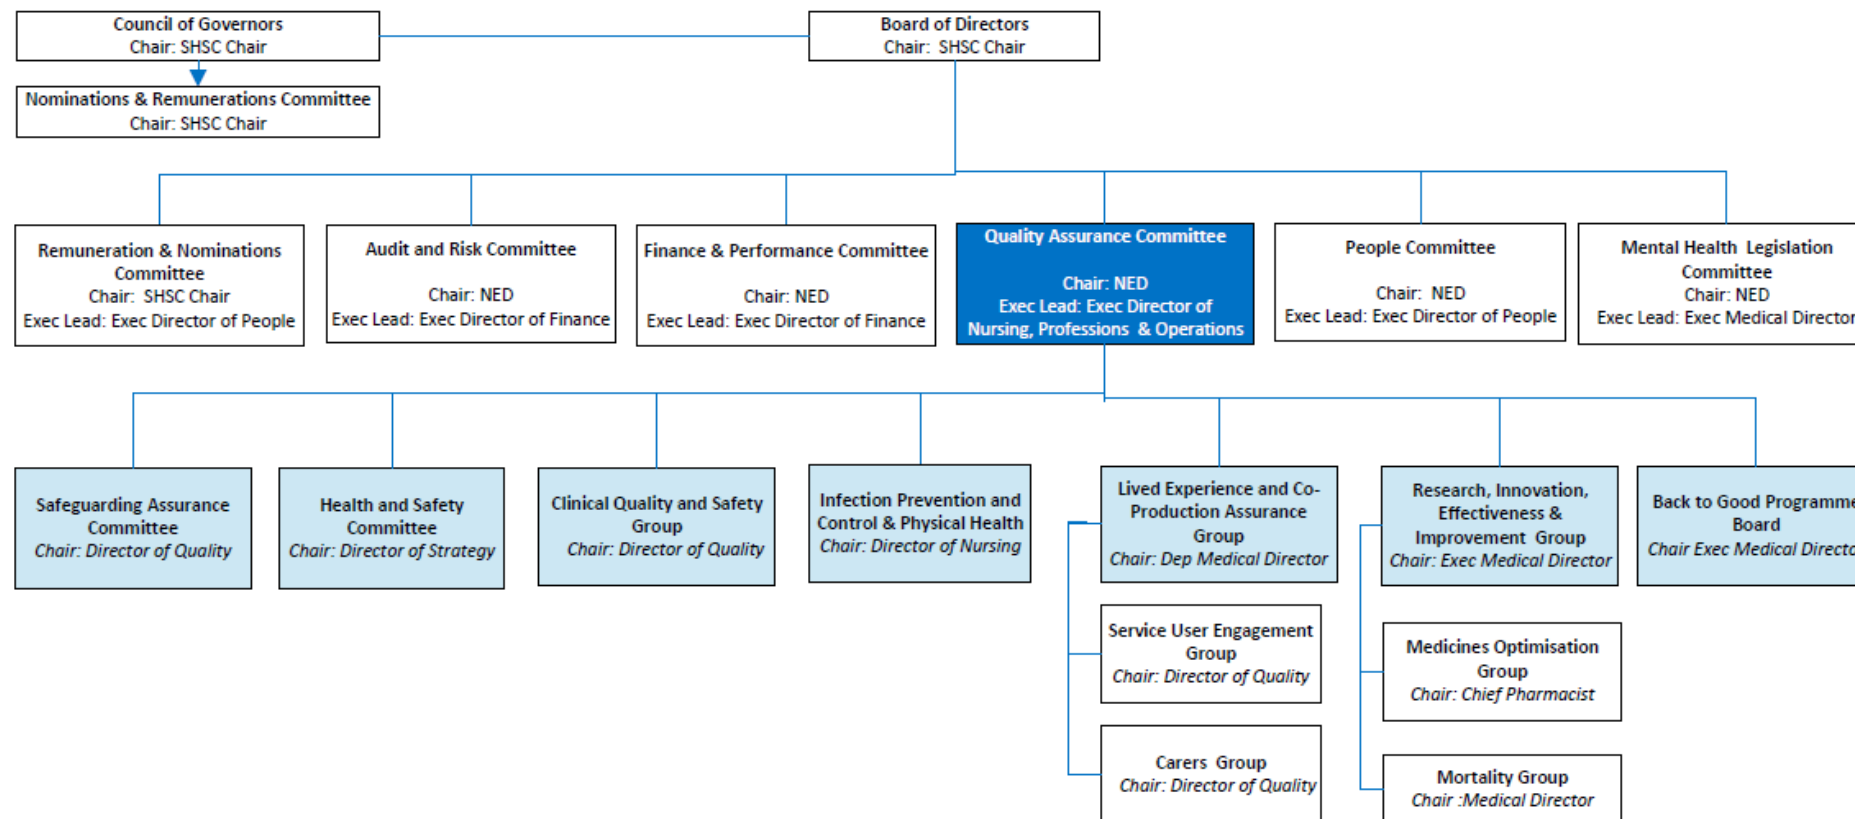 Council of Governors
Chair: SHSC Chair
Board of Directors
Chair: SHSC Chair
Nominations & Remunerations Committee
Chair: SHSC Chair
Remuneration & Nominations
Committee
Chair: SHSC Chair
Exec Lead: Exec Director of People
Audit and Risk Committee
Chair: NED
Exec Lead: Exec Director of Finance
Finance & Performance Committee
Chair: NED
Exec Lead: Exec Director of Finance
Quality Assurance Committee
Chair: NED
Exec Lead: Exec Director of
Nursing, Professions & Operations
People Committee
Chair: NED
Exec Lead: Exec Director of People
Mental Health Legislation
Committee
Chair: NED
Exec Lead: Exec Medical Director
Safeguarding Assurance
Committee
Chair: Director of Quality
Health and Safety
Committee
Chair: Director of Strategy
Clinical Quality and Safety
Group
Chair: Director of Quality
Infection Prevention and
Control & Physical Health
Chair: Director of Nursing
Lived Experience and Co-
Production Assurance
Group
Chair: Dep Medical Director
Research, Innovation,
Effectiveness &
Improvement Group
Chair: Exec Medical Director
Back to Good Programme
Board
Chair Exec Medical Directo
Service User Engagement
Group
Chair: Director of Quality
Medicines Optimisation
Group
Chair: Chief Pharmacist
Carers Group
Chair: Director of Quality
Mortality Group
Chair :Medical Director